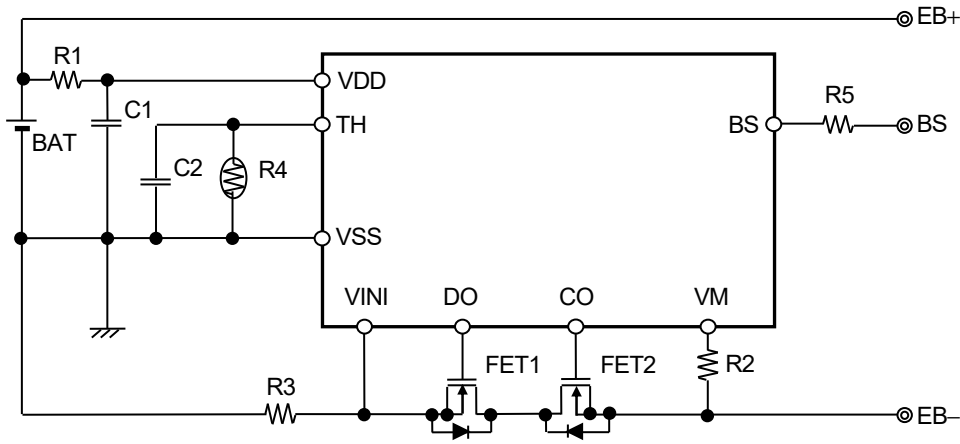 EB+
R1
VDD
C1
R5
TH
BS
BS
BAT
C2
R4
VSS
VINI
DO
CO
VM
FET1
FET2
R2
R3
EB–